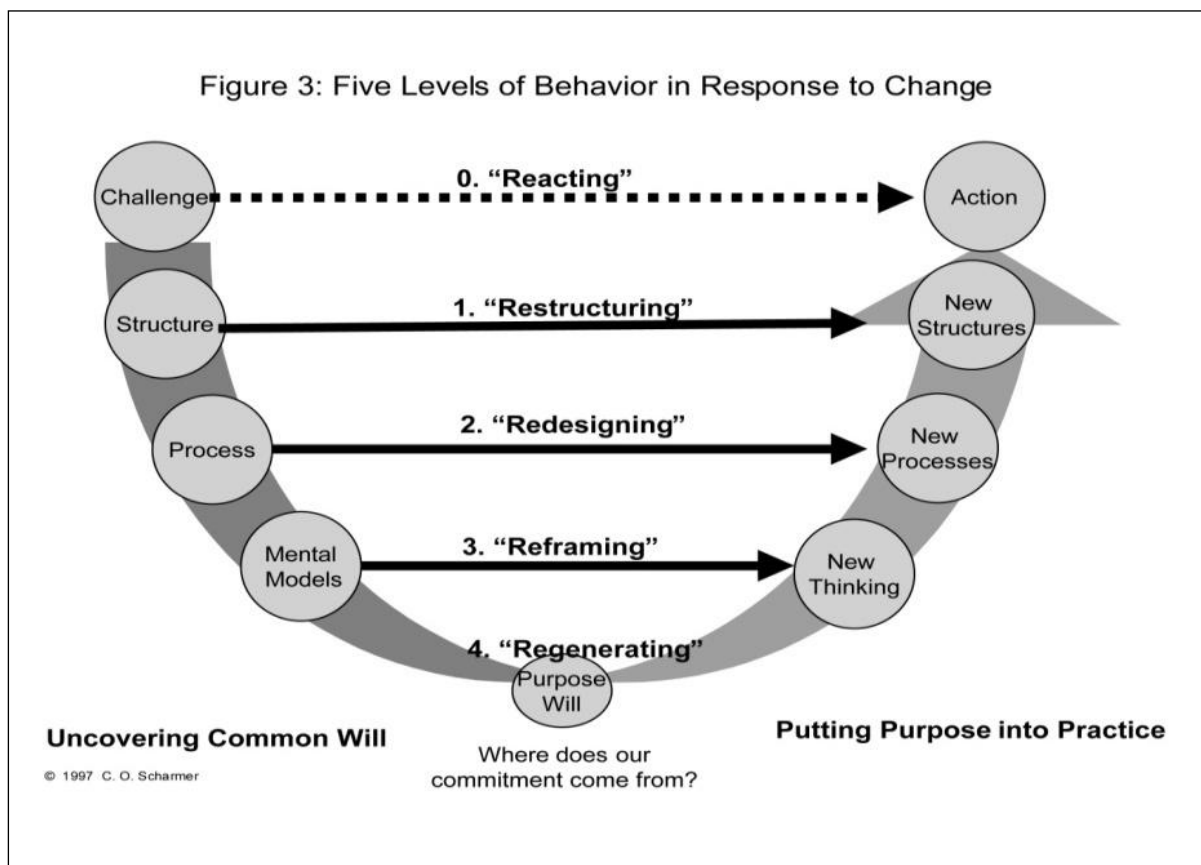 Figure 3: Five Levels of Behavior in Response to Change
Challenge
0. “Reacting”
Action
Structure
1. “Restructuring”
New
Structures
Process
2. “Redesigning”
New
Processes
Mental
Models
3. “Reframing”
New
Thinking
4. “Regenerating”
Purpose
Will
Uncovering Common Will
Putting Purpose into Practice
Where does our
commitment come from?
© 1997 C. O. Scharmer